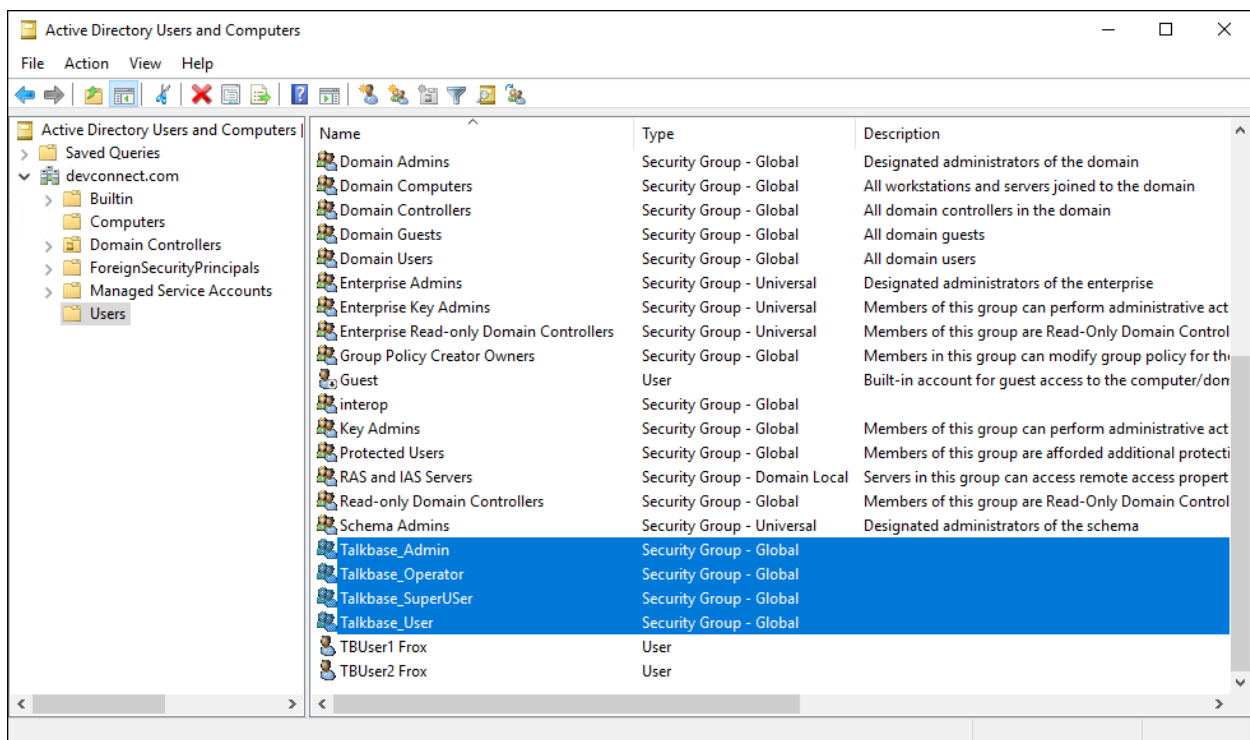 Active Directory Users and Computers
File Action View Help
Active Directory Users and Computers
Saved Queries
devconnect.com
Builtin
Computers
Domain Controllers
ForeignSecurityPrincipals
Managed Service Accounts
Users
Name Type Description
Domain Admins Security Group - Global Designated administrators of the domain
Domain Computers Security Group - Global All workstations and servers joined to the domain
Domain Controllers Security Group - Global All domain controllers in the domain
Domain Guests Security Group - Global All domain guests
Domain Users Security Group - Global All domain users
Enterprise Admins Security Group - Universal Designated administrators of the enterprise
Enterprise Key Admins Security Group - Universal Members of this group can perform administrative act
Enterprise Read-only Domain Controllers Security Group - Universal Members of this group are Read-Only Domain Control
Group Policy Creator Owners Security Group - Global Members in this group can modify group policy for the
Guest User Built-in account for guest access to the computer/dom
interop Security Group - Global
Key Admins Security Group - Global Members of this group can perform administrative act
Protected Users Security Group - Global Members of this group are afforded additional protecti
RAS and IAS Servers Security Group - Domain Local Servers in this group can access remote access propert
Read-only Domain Controllers Security Group - Global Members of this group are Read-Only Domain Control
Schema Admins Security Group - Universal Designated administrators of the schema
Talkbase_Admin Security Group - Global
Talkbase_Operator Security Group - Global
Talkbase_SuperUSer Security Group - Global
Talkbase_User Security Group - Global
TBUser1 Frox User
TBUser2 Frox User